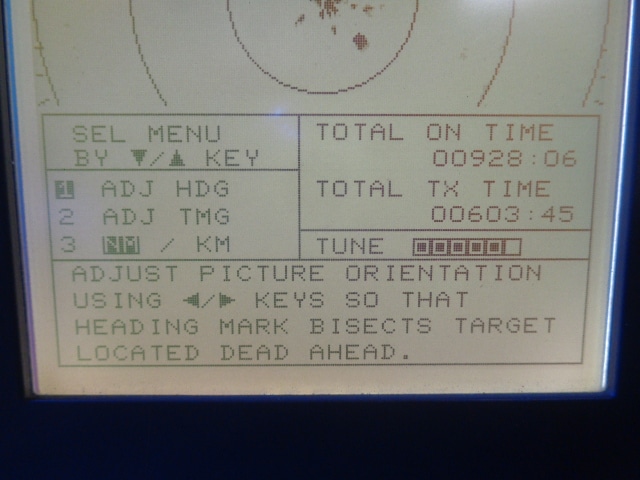 SEL MENU
BY ▼/▲ KEY
1 ADJ HDG
2 ADJ TMG
3 NM / KM
TOTAL ON TIME
00928:06
TOTAL TX TIME
00603:45
TUNE
ADJUST PICTURE ORIENTATION
USING ◀/▶ KEYS SO THAT
HEADING MARK BISECTS TARGET
LOCATED DEAD AHEAD.